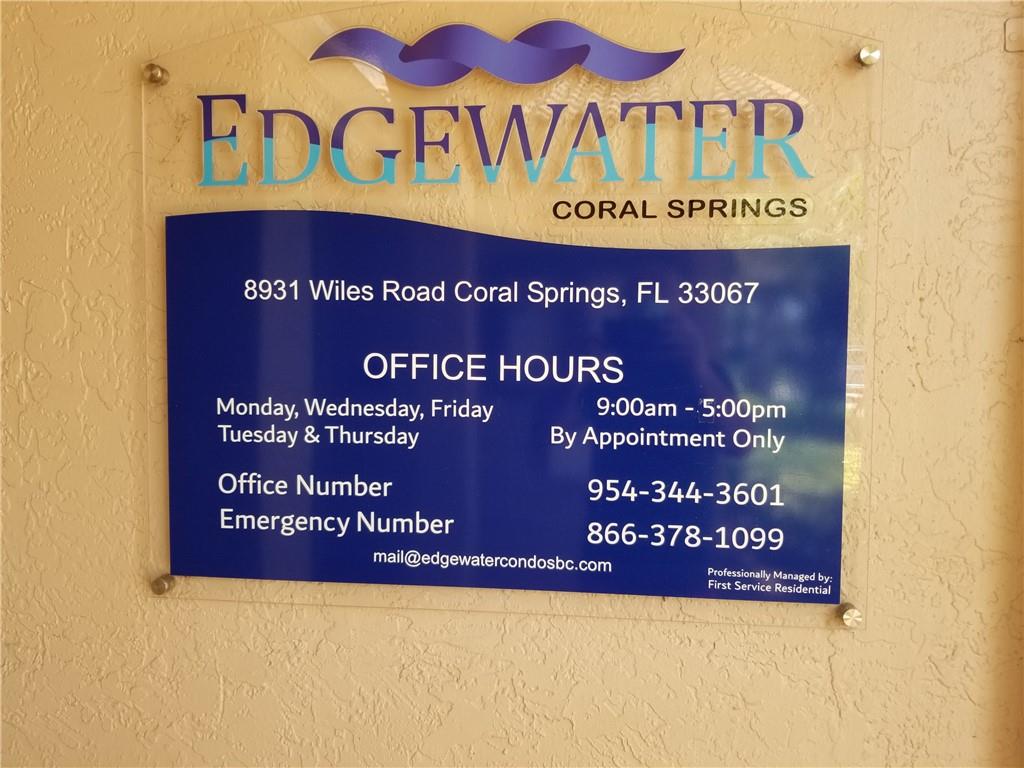 EDGEWATER
CORAL SPRINGS
8931 Wiles Road Coral Springs, FL 33067
OFFICE HOURS
Monday, Wednesday, Friday 9:00am - 5:00pm
Tuesday & Thursday By Appointment Only
Office Number 954-344-3601
Emergency Number 866-378-1099
mail@edgewatercondosbc.com
Professionally Managed by:
First Service Residential